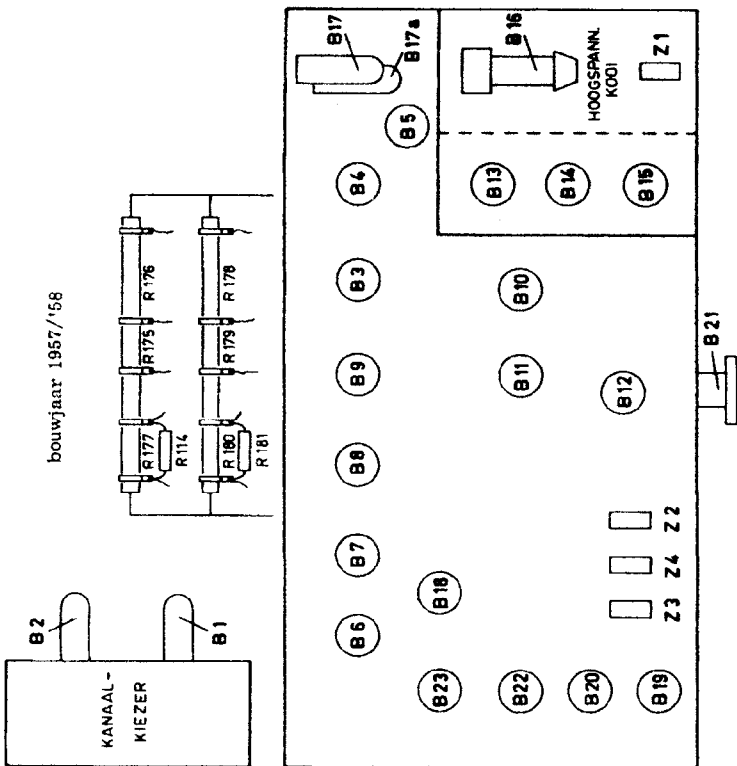 B17
B17a
B16
HOOGSPANN.
KOOI
Z1
B5
B4
B13
B14
B15
B3
B10
B9
B11
B12
B21
B8
B7
B18
B6
Z2
Z4
Z3
B23
B22
B20
B19
bouwjaar 1957/'58
R176
R175
R177
R114
R178
R179
R180
R181
B2
B1
KANAAL-
KIEZER